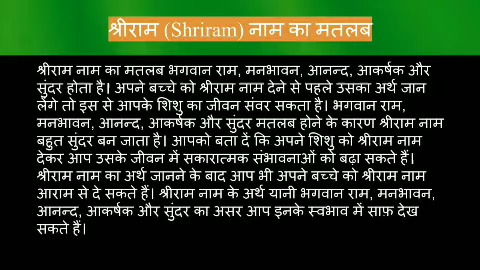 श्रीराम (Shriram) नाम का मतलब
श्रीराम नाम का मतलब भगवान राम, मनभावन, आनन्द, आकर्षक और
सुंदर होता है। अपने बच्चे को श्रीराम नाम देने से पहले उसका अर्थ जान
लेंगे तो इस से आपके शिशु का जीवन संवर सकता है। भगवान राम,
मनभावन, आनन्द, आकर्षक और सुंदर मतलब होने के कारण श्रीराम नाम
बहुत सुंदर बन जाता है। आपको बता दें कि अपने शिशु को श्रीराम नाम
देकर आप उसके जीवन में सकारात्मक संभावनाओं को बढ़ा सकते हैं।
श्रीराम नाम का अर्थ जानने के बाद आप भी अपने बच्चे को श्रीराम नाम
आराम से दे सकते हैं। श्रीराम नाम के अर्थ यानी भगवान राम, मनभावन,
आनन्द, आकर्षक और सुंदर का असर आप इनके स्वभाव में साफ़ देख
सकते हैं।